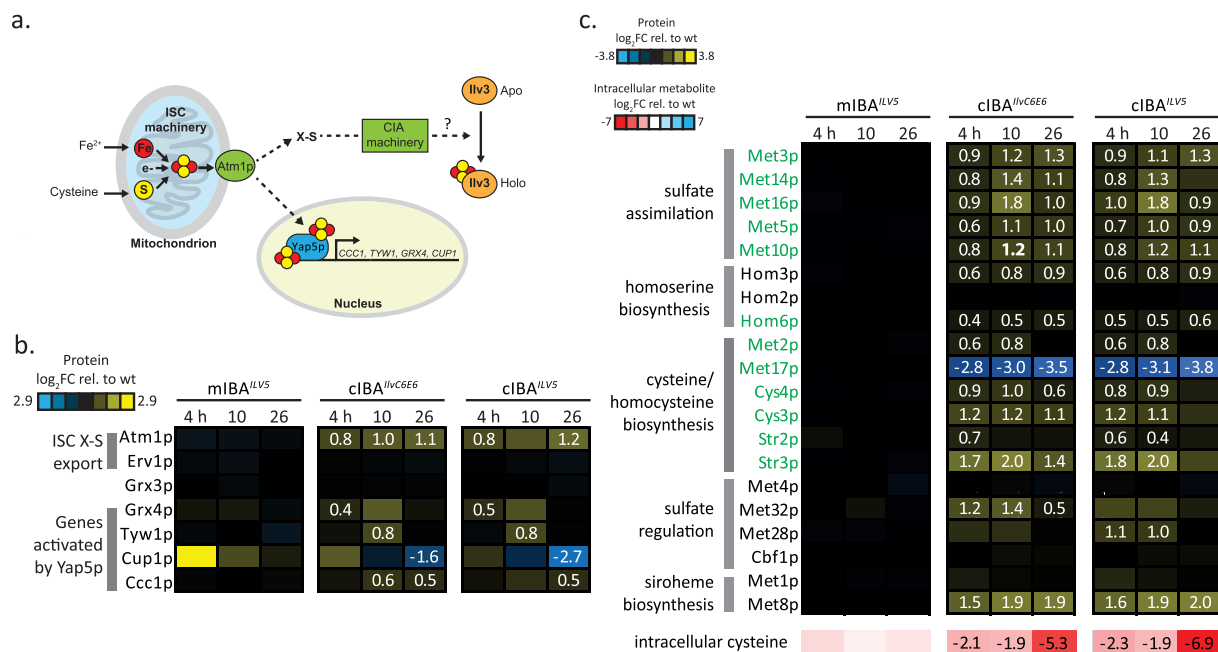 a.
ISC
machinery
Fe²⁺
Fe
e-
Cysteine
S
Atm1p
Mitochondrion
X-S
CIA
machinery
?
Ilv3 Apo
Ilv3 Holo
Yap5p
CCC1, TYW1, GRX4, CUP1
Nucleus
b.
Protein
log₂FC rel. to wt
2.9 2.9
mIBA^ILV5 cIBA^IlvC6E6 cIBA^ILV5
4 h 10 26 4 h 10 26 4 h 10 26
ISC X-S
export
Genes
activated
by Yap5p
Atm1p 0.8 1.0 1.1 0.8 1.2
Erv1p
Grx3p
Grx4p 0.4 0.5
Tyw1p 0.8 0.8
Cup1p -1.6 -2.7
Ccc1p 0.6 0.5 0.5
c.
Protein
log₂FC rel. to wt
-3.8 3.8
Intracellular metabolite
log₂FC rel. to wt
-7 7
mIBA^ILV5 cIBA^IlvC6E6 cIBA^ILV5
4 h 10 26 4 h 10 26 4 h 10 26
sulfate
assimilation
Met3p 0.9 1.2 1.3 0.9 1.1 1.3
Met14p 0.8 1.4 1.1 0.8 1.3
Met16p 0.9 1.8 1.0 1.0 1.8 0.9
Met5p 0.6 1.1 1.0 0.7 1.0 0.9
Met10p 0.8 1.2 1.1 0.8 1.2 1.1
homoserine
biosynthesis
Hom3p 0.6 0.8 0.9 0.6 0.8 0.9
Hom2p
Hom6p 0.4 0.5 0.5 0.5 0.5 0.6
cysteine/
homocysteine
biosynthesis
Met2p 0.6 0.8 0.6 0.8
Met17p -2.8 -3.0 -3.5 -2.8 -3.1 -3.8
Cys4p 0.9 1.0 0.6 0.8 0.9
Cys3p 1.2 1.2 1.1 1.2 1.1
Str2p 0.7 0.6 0.4
Str3p 1.7 2.0 1.4 1.8 2.0
sulfate
regulation
Met4p
Met32p 1.2 1.4 0.5
Met28p 1.1 1.0
Cbf1p
siroheme
biosynthesis
Met1p
Met8p 1.5 1.9 1.9 1.6 1.9 2.0
intracellular cysteine -2.1 -1.9 -5.3 -2.3 -1.9 -6.9